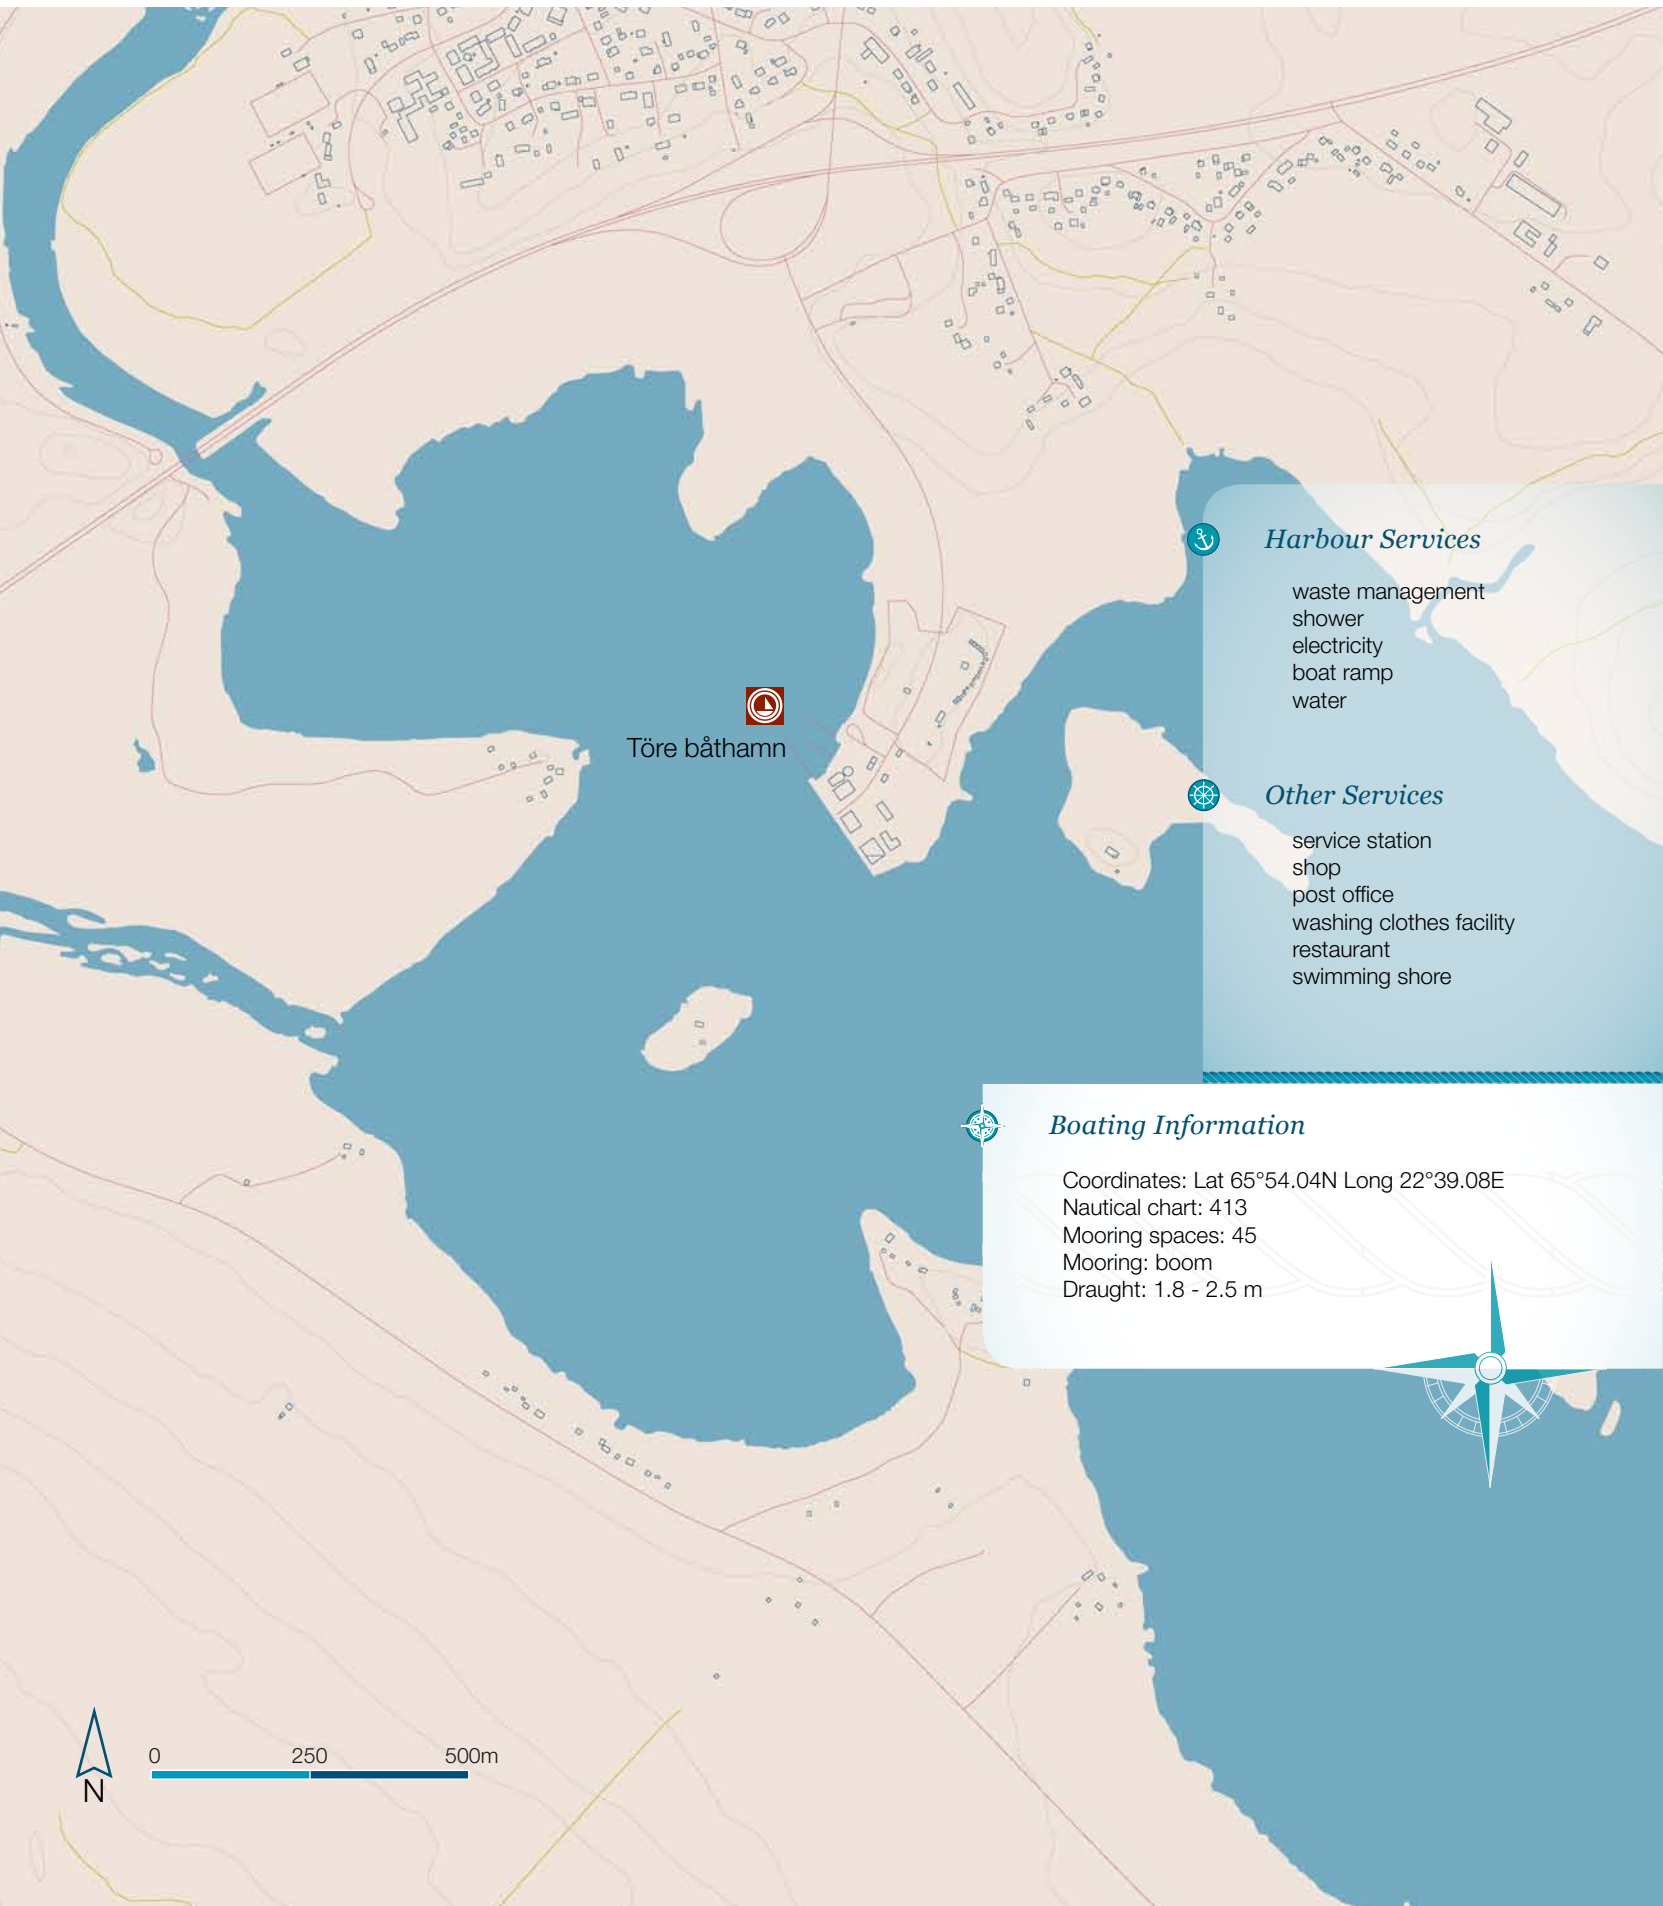 Harbour Services
waste management
shower
electricity
boat ramp
water
Töre båthamn
Other Services
service station
shop
post office
washing clothes facility
restaurant
swimming shore
Boating Information
Coordinates: Lat 65°54.04N Long 22°39.08E
Nautical chart: 413
Mooring spaces: 45
Mooring: boom
Draught: 1.8 - 2.5 m
0 250 500m
N